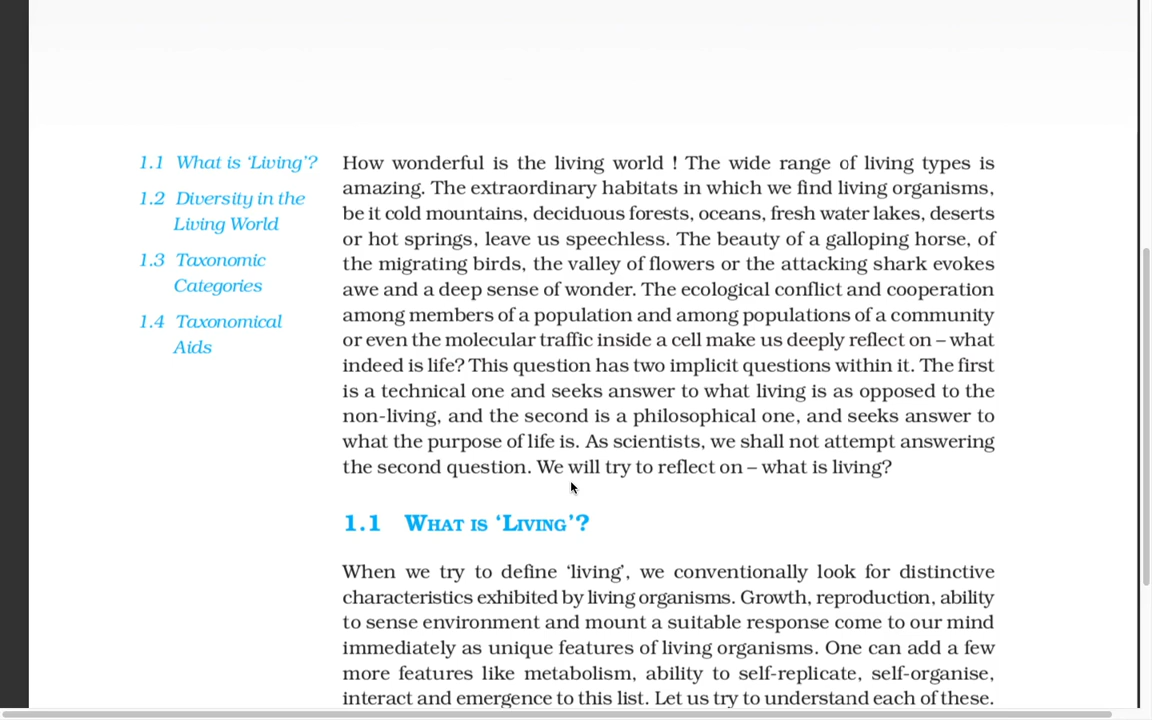 1.1 What is ‘Living’?
1.2 Diversity in the
Living World
1.3 Taxonomic
Categories
1.4 Taxonomical
Aids
How wonderful is the living world ! The wide range of living types is
amazing. The extraordinary habitats in which we find living organisms,
be it cold mountains, deciduous forests, oceans, fresh water lakes, deserts
or hot springs, leave us speechless. The beauty of a galloping horse, of
the migrating birds, the valley of flowers or the attacking shark evokes
awe and a deep sense of wonder. The ecological conflict and cooperation
among members of a population and among populations of a community
or even the molecular traffic inside a cell make us deeply reflect on – what
indeed is life? This question has two implicit questions within it. The first
is a technical one and seeks answer to what living is as opposed to the
non-living, and the second is a philosophical one, and seeks answer to
what the purpose of life is. As scientists, we shall not attempt answering
the second question. We will try to reflect on – what is living?
1.1 What is ‘Living’?
When we try to define ‘living’, we conventionally look for distinctive
characteristics exhibited by living organisms. Growth, reproduction, ability
to sense environment and mount a suitable response come to our mind
immediately as unique features of living organisms. One can add a few
more features like metabolism, ability to self-replicate, self-organise,
interact and emergence to this list. Let us try to understand each of these.